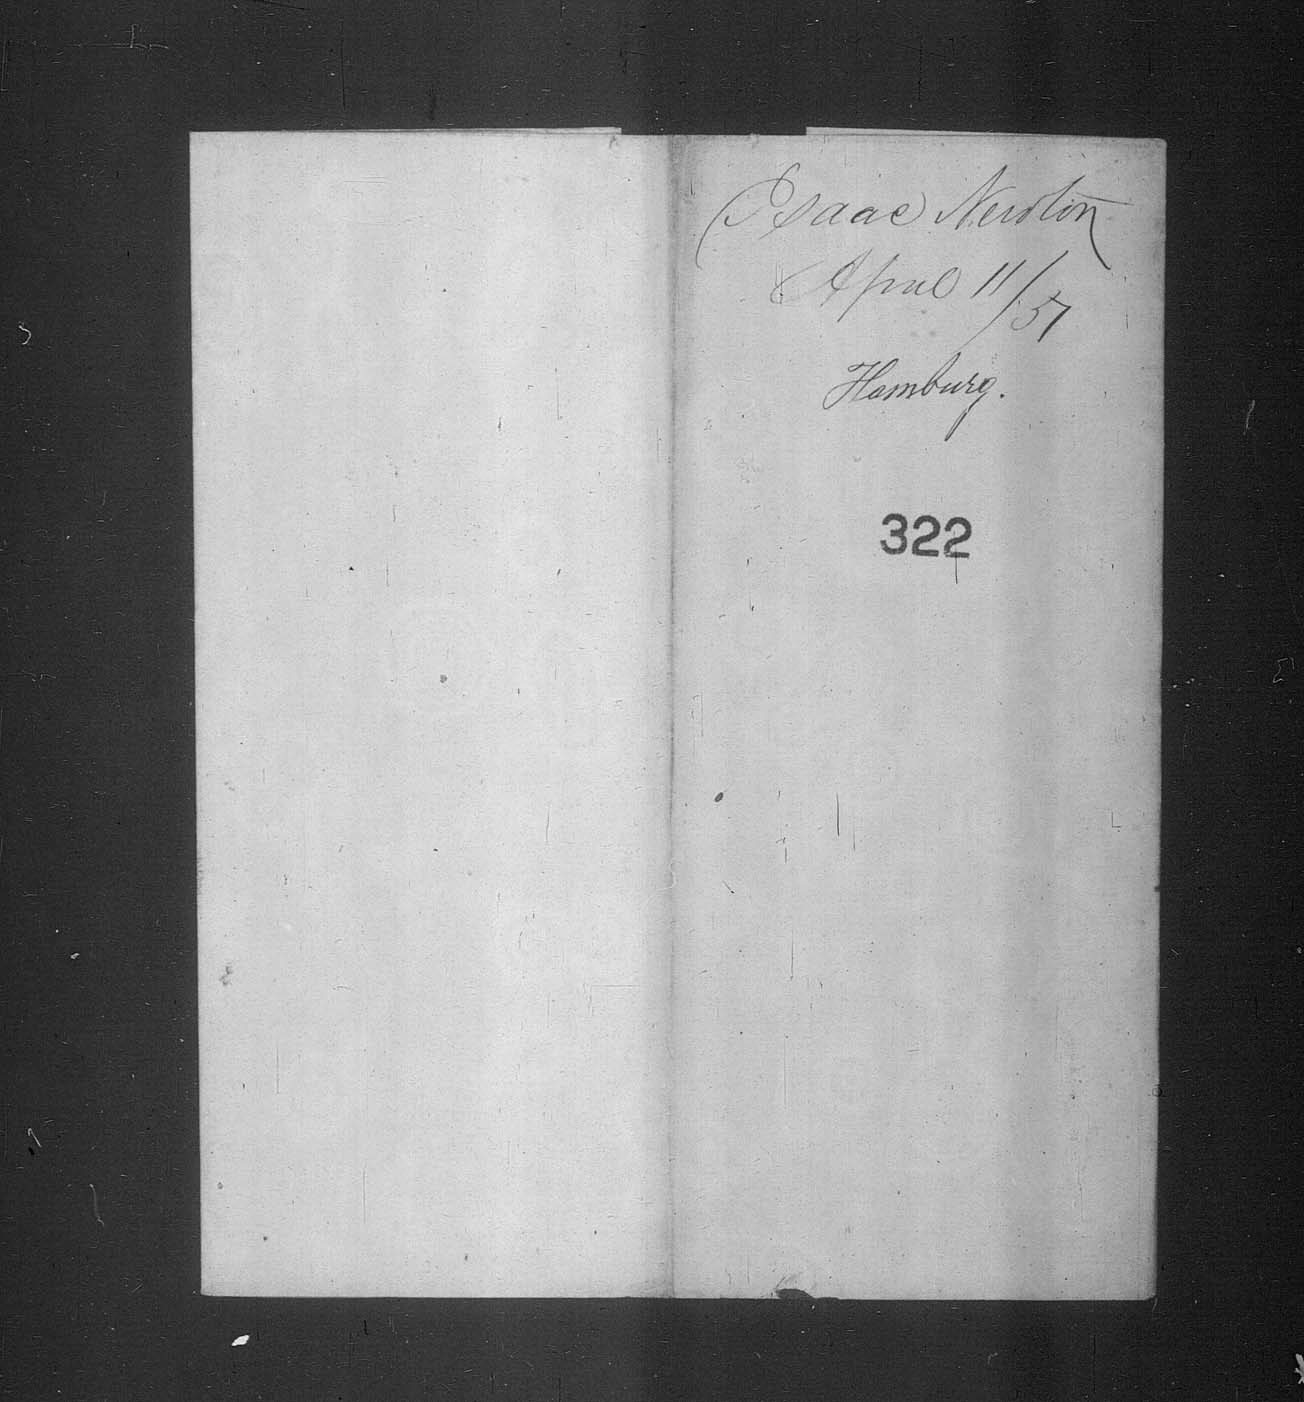 Isaac Newton
April 11/57
Hamburg.
322